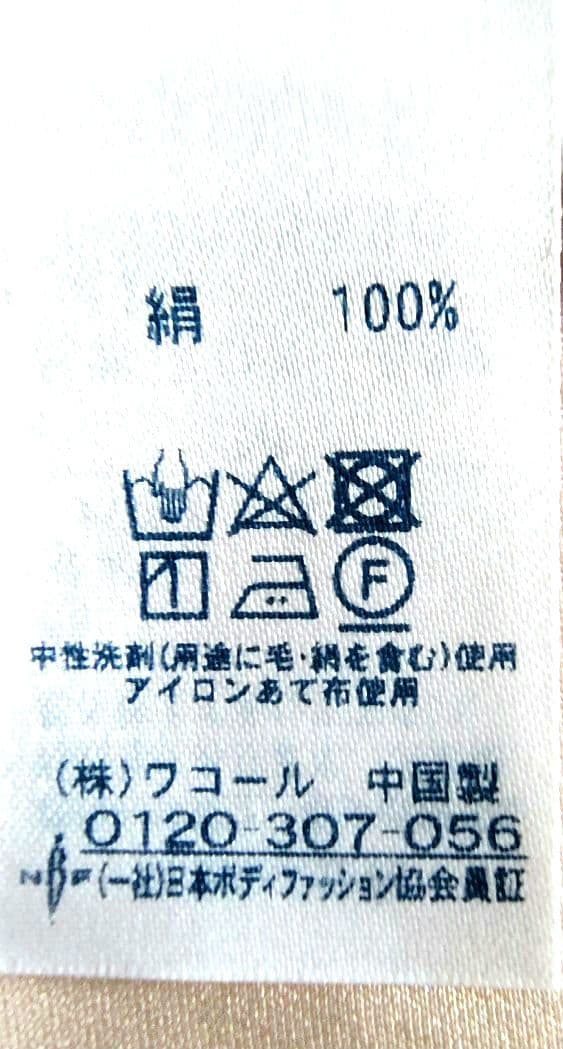 絹 100%
F
中性洗剤(用途に毛・絹を含む)使用
アイロンあて布使用
(株)ワコール 中国製
0120-307-056
NBF (一社)日本ボディファッション協会会員証